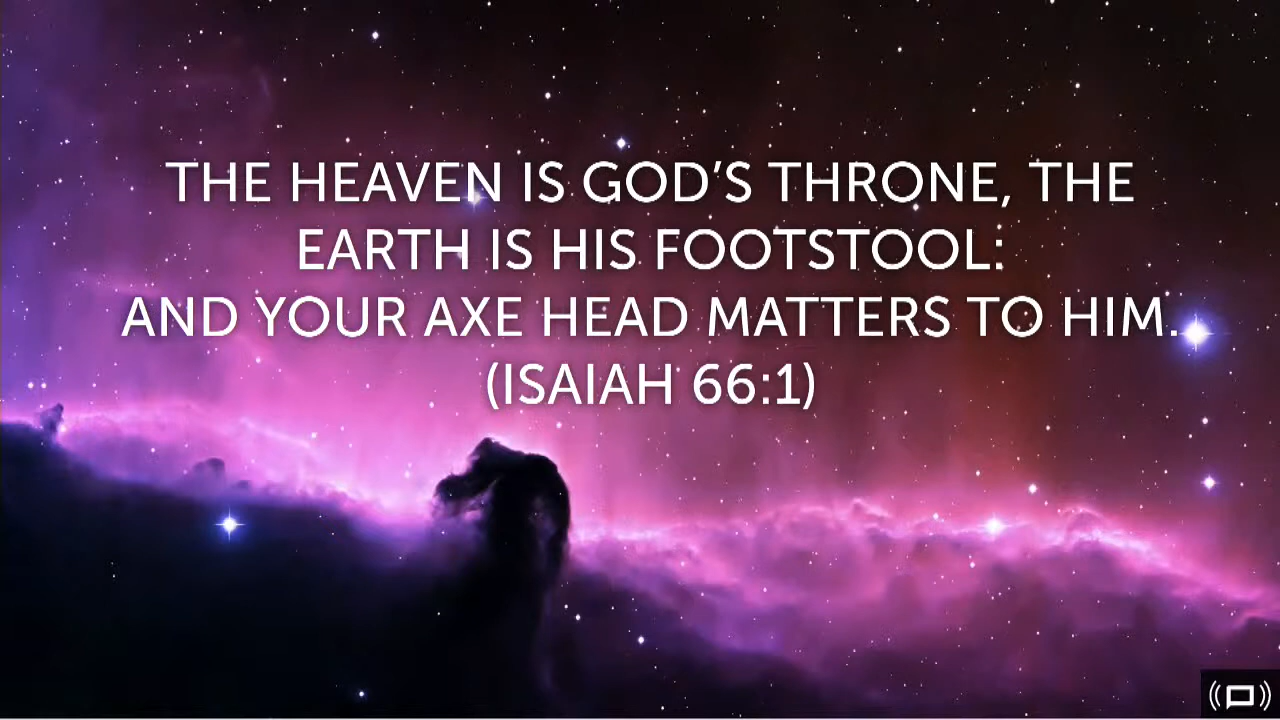 THE HEAVEN IS GOD'S THRONE, THE
EARTH IS HIS FOOTSTOOL:
AND YOUR AXE HEAD MATTERS TO HIM.
(ISAIAH 66:1)